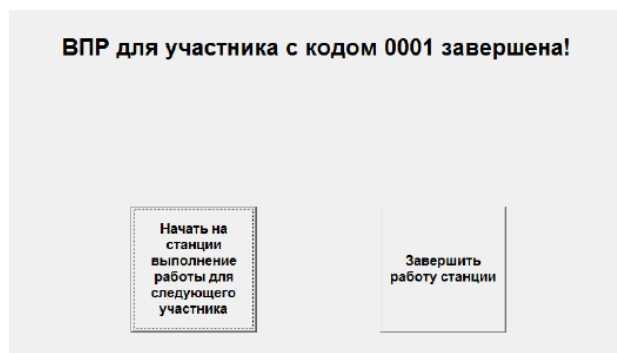 ВПР для участника с кодом 0001 завершена!
Начать на
станции
выполнение
работы для
следующего
участника
Завершить
работу станции